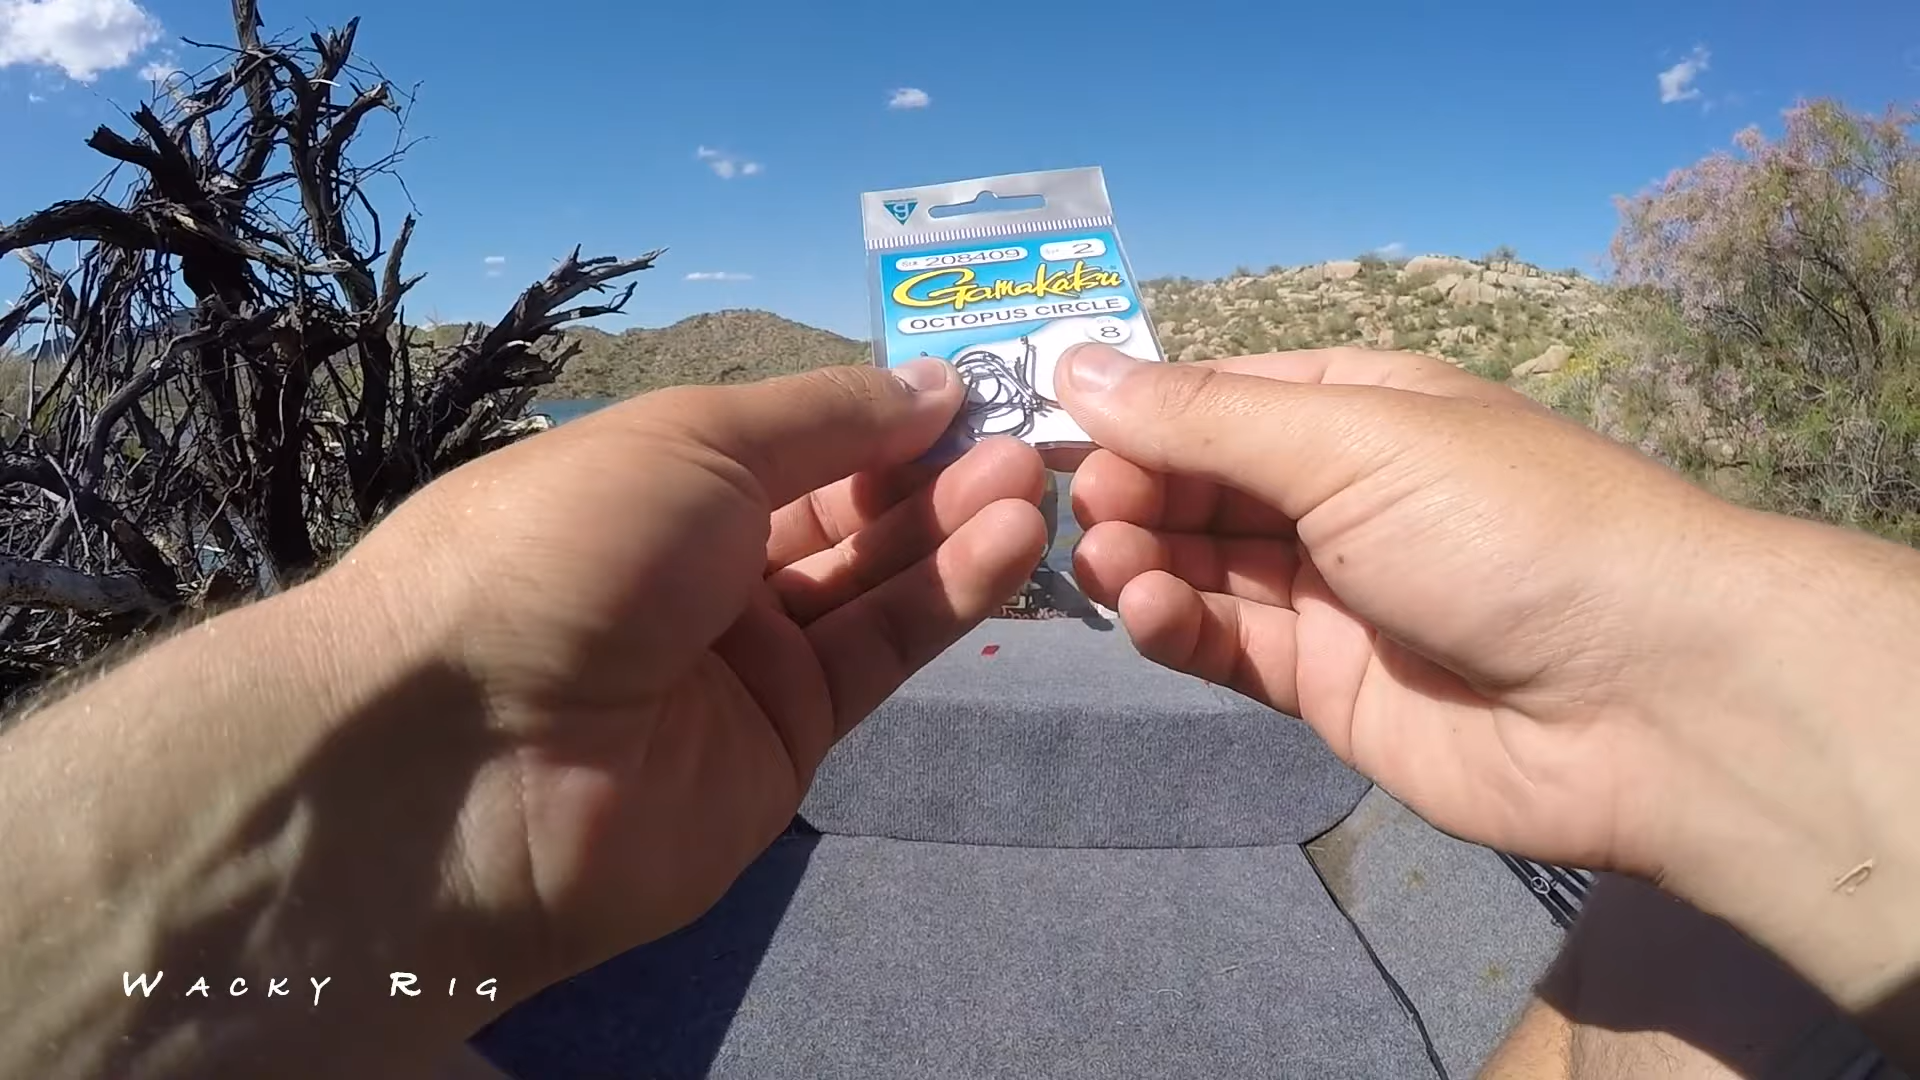 208409 2
Gamakatsu
OCTOPUS CIRCLE
8
WACKY RIG